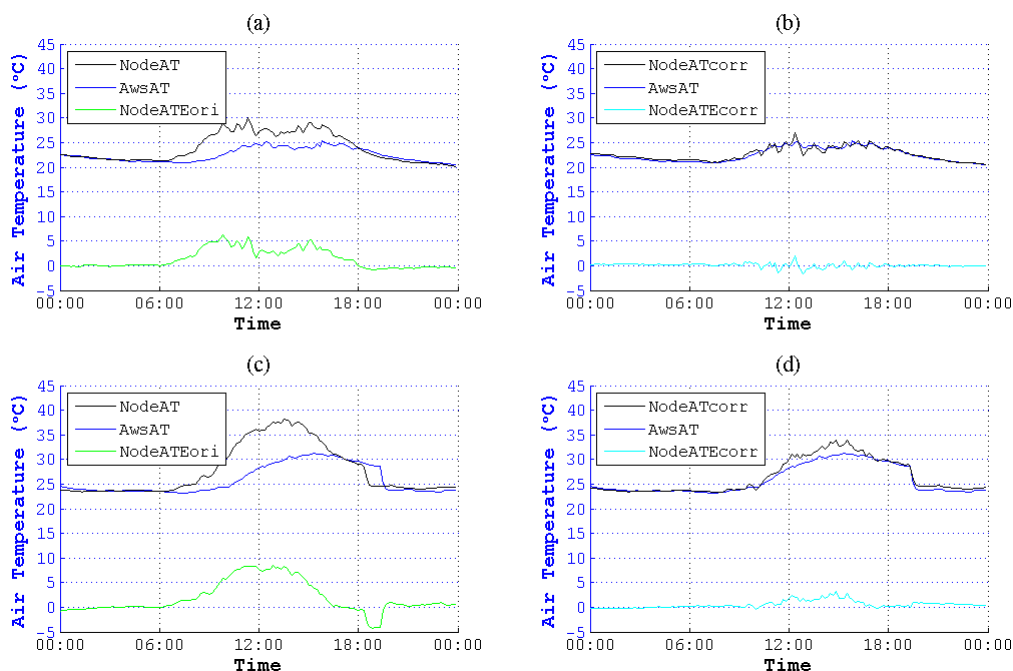 (a)
Air Temperature (°C)
45
40
35
30
25
20
15
10
5
0
-5
NodeAT
AwsAT
NodeATEori
00:00 06:00 12:00 18:00 00:00
Time
(b)
Air Temperature (°C)
45
40
35
30
25
20
15
10
5
0
-5
NodeATcorr
AwsAT
NodeATEcorr
00:00 06:00 12:00 18:00 00:00
Time
(c)
Air Temperature (°C)
45
40
35
30
25
20
15
10
5
0
-5
NodeAT
AwsAT
NodeATEori
00:00 06:00 12:00 18:00 00:00
Time
(d)
Air Temperature (°C)
45
40
35
30
25
20
15
10
5
0
-5
NodeATcorr
AwsAT
NodeATEcorr
00:00 06:00 12:00 18:00 00:00
Time